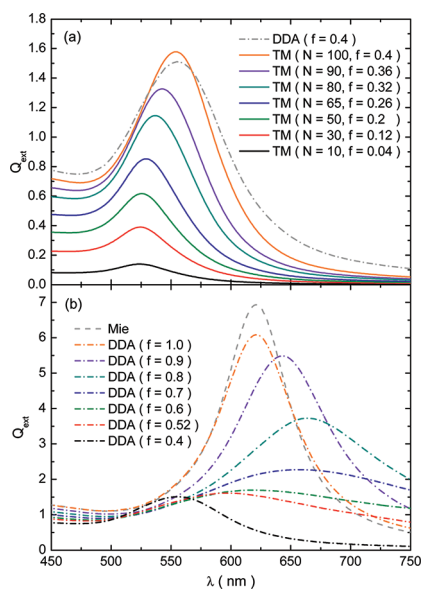 (a)
DDA ( f = 0.4 )
TM ( N = 100, f = 0.4 )
TM ( N = 90, f = 0.36 )
TM ( N = 80, f = 0.32 )
TM ( N = 65, f = 0.26 )
TM ( N = 50, f = 0.2 )
TM ( N = 30, f = 0.12 )
TM ( N = 10, f = 0.04 )
1.8
1.6
1.4
1.2
1.0
0.8
0.6
0.4
0.2
0.0
Qext
(b)
Mie
DDA ( f = 1.0 )
DDA ( f = 0.9 )
DDA ( f = 0.8 )
DDA ( f = 0.7 )
DDA ( f = 0.6 )
DDA ( f = 0.52 )
DDA ( f = 0.4 )
7
6
5
4
3
2
1
0
Qext
450 500 550 600 650 700 750
λ ( nm )